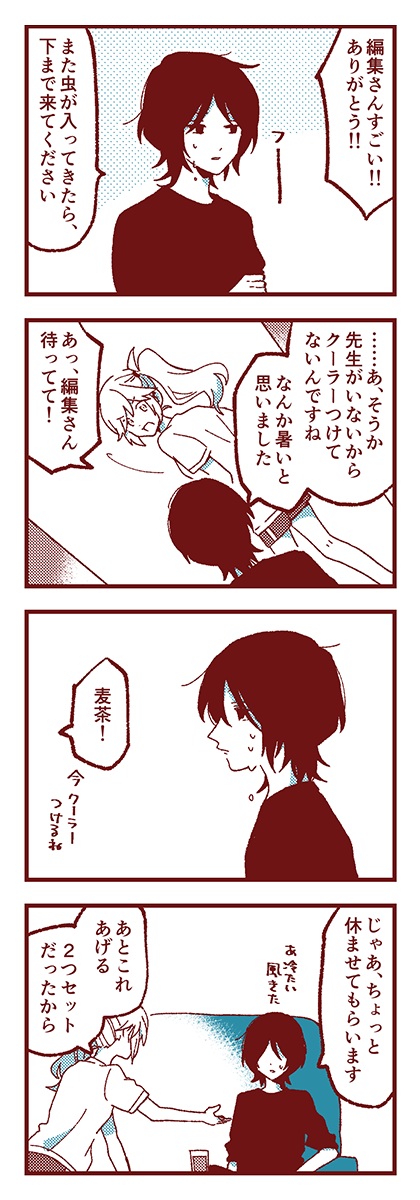 編集さんすごい!!
ありがとう!!
フー
また虫が入ってきたら、
下まで来てください
……あ、そうか
先生がいないから
クーラーつけて
ないんですね
なんか暑いと
思いました
あっ、編集さん
待ってて！
麦茶！
今クーラー
つけるね
じゃあ、ちょっと
休ませてもらいます
あ冷たい
風きた
あとこれ
あげる
２つセット
だったから